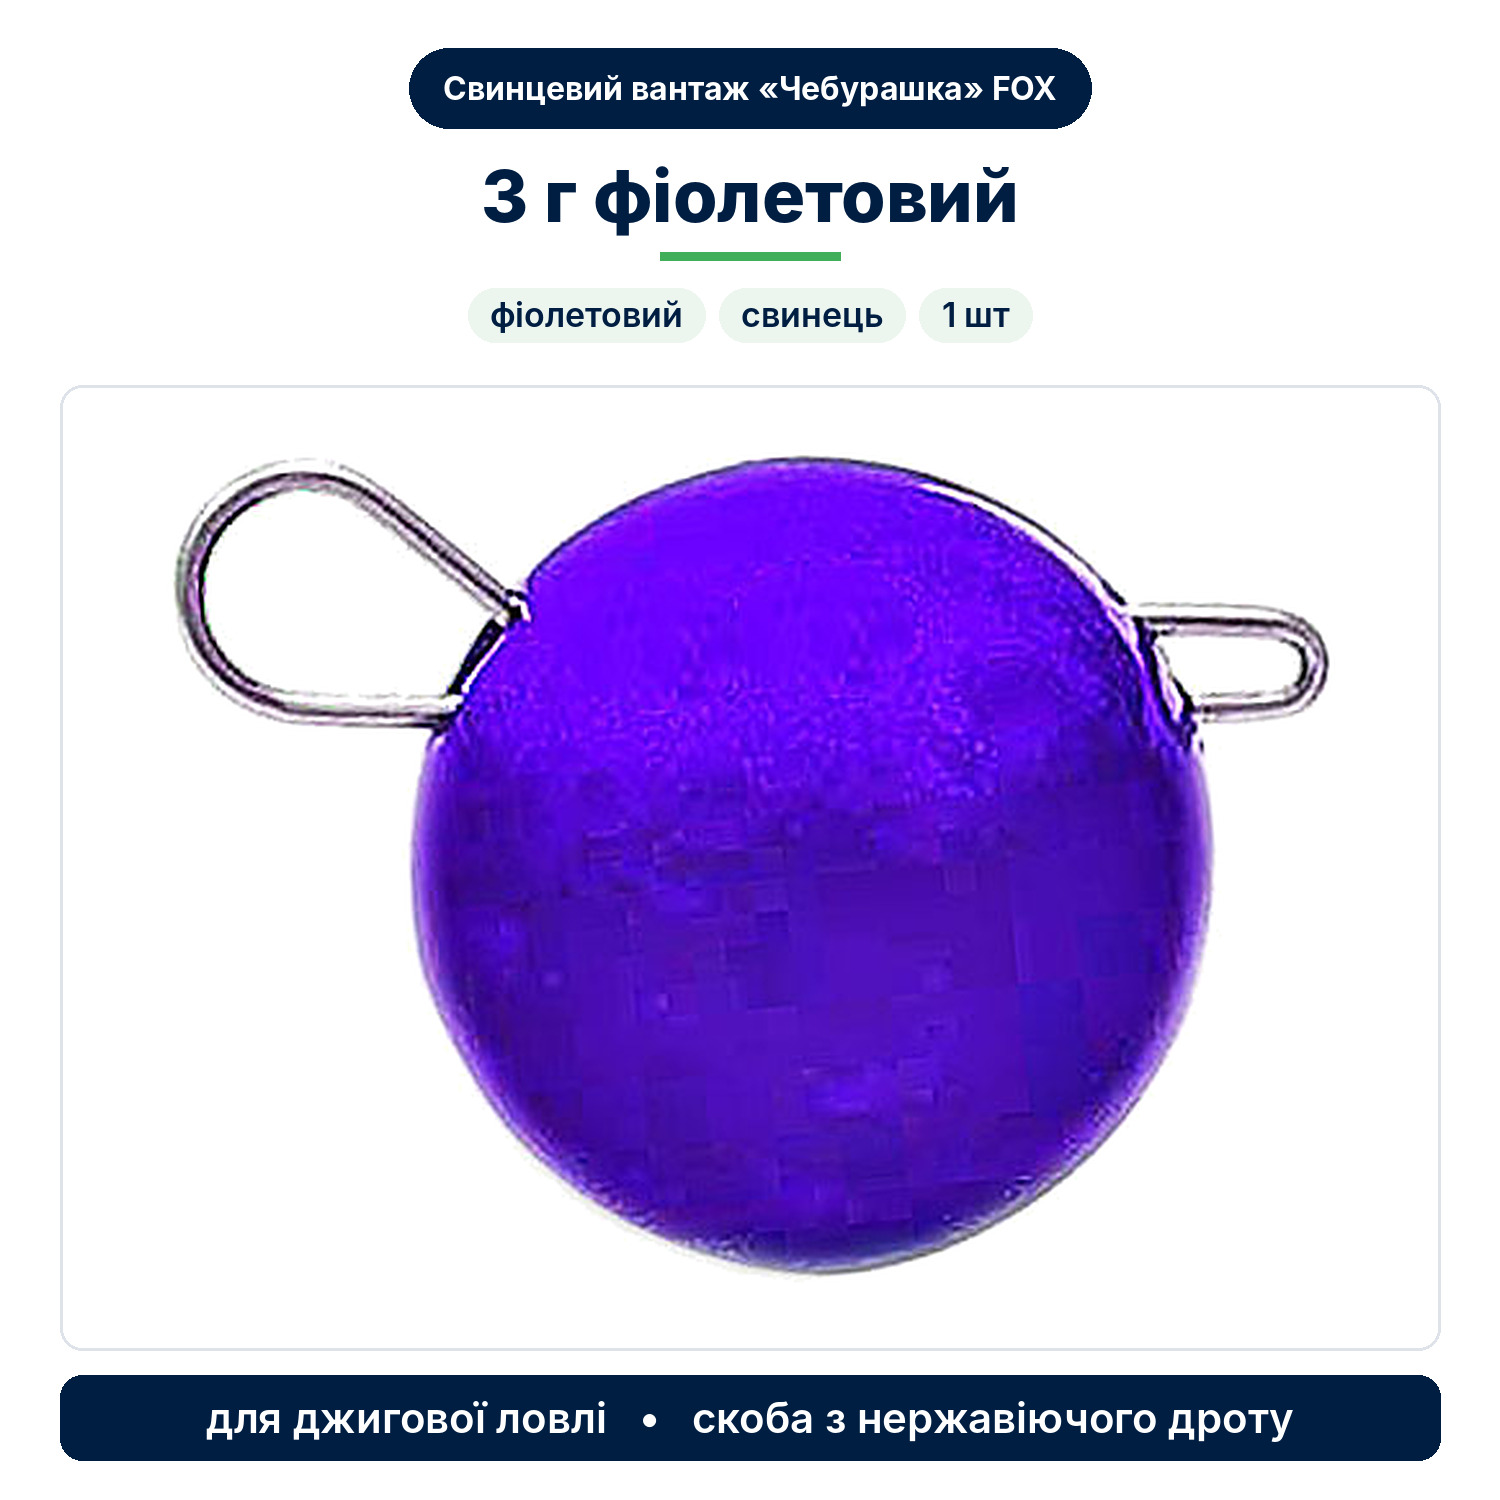 Свинцевий вантаж «Чебурашка» FOX
3 г фіолетовий
фіолетовий свинець 1 шт
для джигової ловлі • скоба з нержавіючого дроту